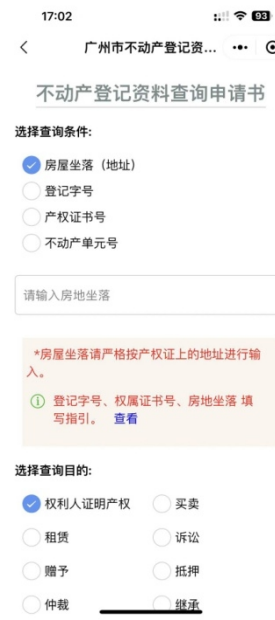 17:02
93
广州市不动产登记资...
不动产登记资料查询申请书
选择查询条件:
房屋坐落（地址）
登记字号
产权证书号
不动产单元号
请输入房地坐落
*房屋坐落请严格按产权证上的地址进行输
入。
登记字号、权属证书号、房地坐落 填
写指引。 查看
选择查询目的:
权利人证明产权 买卖
租赁 诉讼
赠予 抵押
仲裁 继承